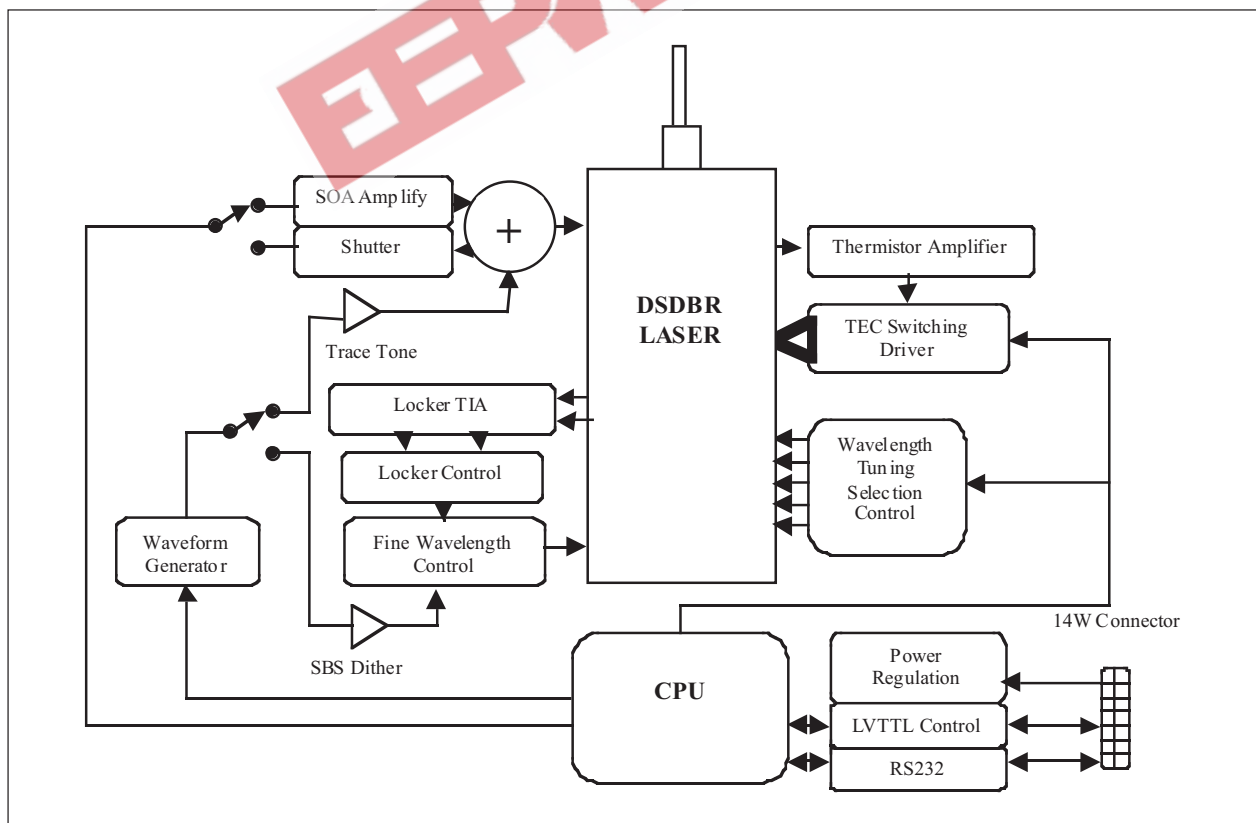 SOA Amplify
Shutter
+
Trace Tone
DSDBR
LASER
Thermistor Amplifier
TEC Switching
Driver
Locker TIA
Locker Control
Fine Wavelength
Control
Wavelength
Tuning
Selection
Control
Waveform
Generator
SBS Dither
14W Connector
CPU
Power
Regulation
LVTTL Control
RS232